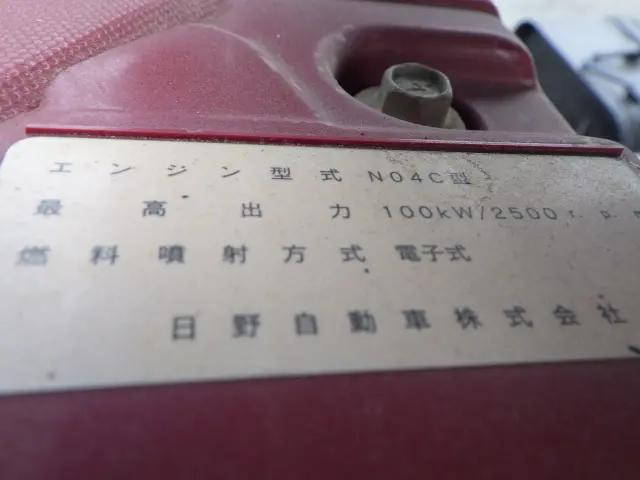 エンジン型式 N04C型
最高出力 100kW/2500 r.p.m
燃料噴射方式 電子式
日野自動車株式会社